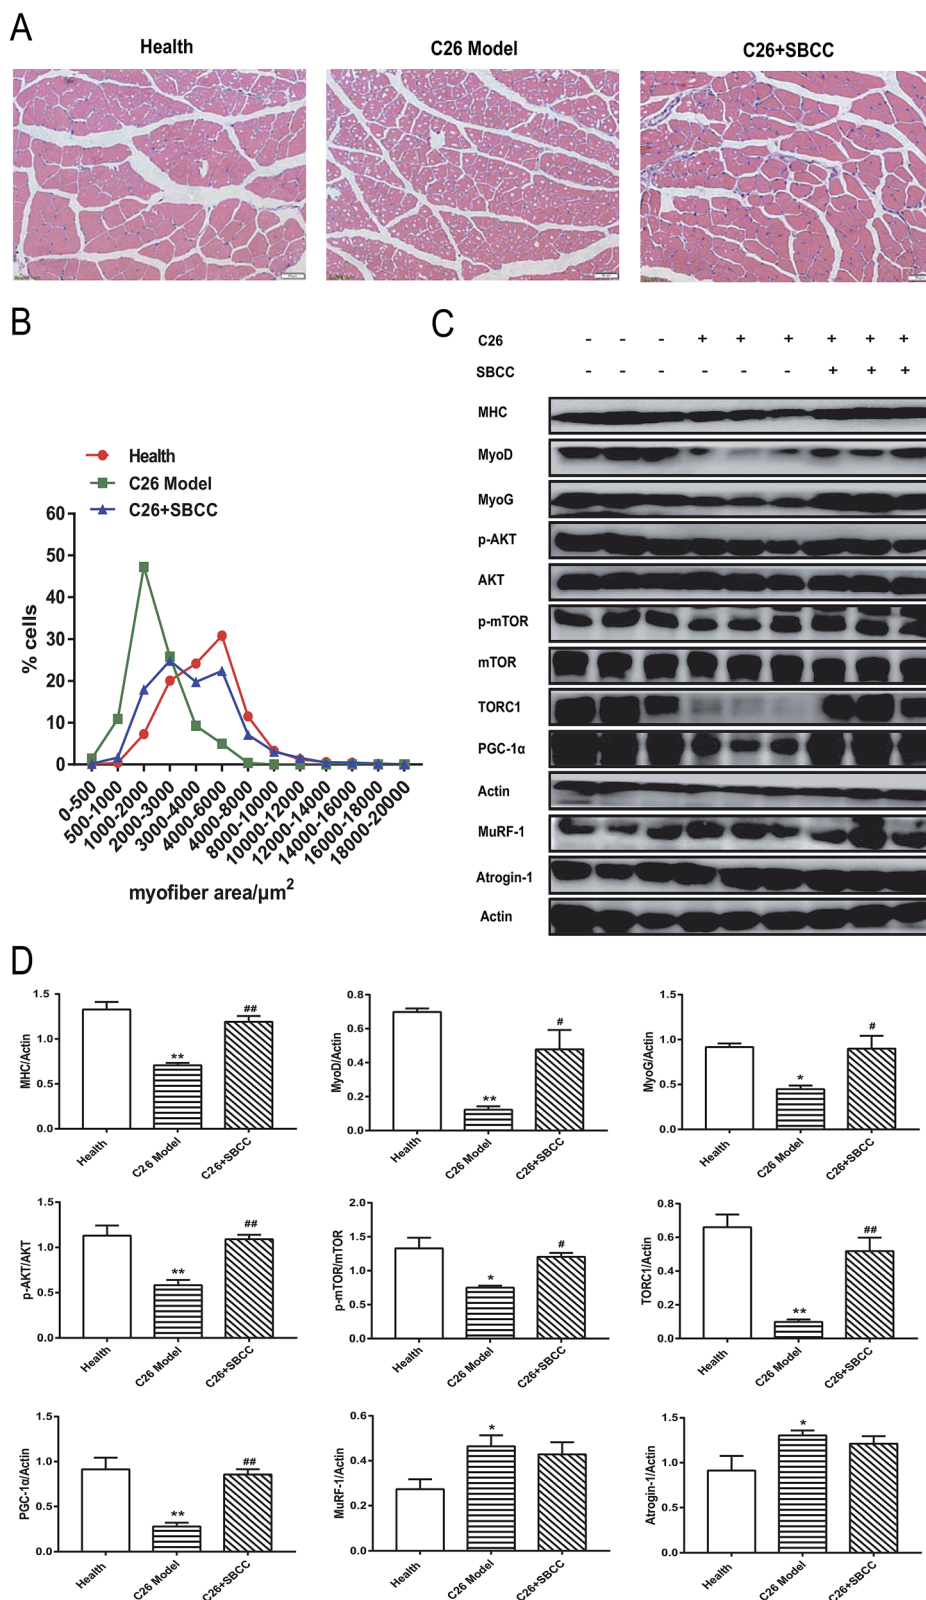 A
Health
C26 Model
C26+SBCC
B
Health
C26 Model
C26+SBCC
% cells
60
50
40
30
20
10
0
0-500
500-1000
1000-2000
2000-3000
3000-4000
4000-6000
4000-8000
8000-10000
10000-12000
12000-14000
14000-16000
16000-18000
18000-20000
myofiber area/µm²
C
C26 - - - + + + + + +
SBCC - - - - - - + + +
MHC
MyoD
MyoG
p-AKT
AKT
p-mTOR
mTOR
TORC1
PGC-1α
Actin
MuRF-1
Atrogin-1
Actin
D
MHC/Actin
1.5
1.0
0.5
0.0
**
##
Health
C26 Model
C26+SBCC
MyoD/Actin
0.8
0.6
0.4
0.2
0.0
**
#
Health
C26 Model
C26+SBCC
MyoG/Actin
1.5
1.0
0.5
0.0
*
#
Health
C26 Model
C26+SBCC
p-AKT/AKT
1.5
1.0
0.5
0.0
**
##
Health
C26 Model
C26+SBCC
p-mTOR/mTOR
2.0
1.5
1.0
0.5
0.0
*
#
Health
C26 Model
C26+SBCC
TORC1/Actin
0.8
0.6
0.4
0.2
0.0
**
##
Health
C26 Model
C26+SBCC
PGC-1α/Actin
1.5
1.0
0.5
0.0
**
##
Health
C26 Model
C26+SBCC
MuRF-1/Actin
0.6
0.4
0.2
0.0
*
Health
C26 Model
C26+SBCC
Atrogin-1/Actin
1.5
1.0
0.5
0.0
*
Health
C26 Model
C26+SBCC